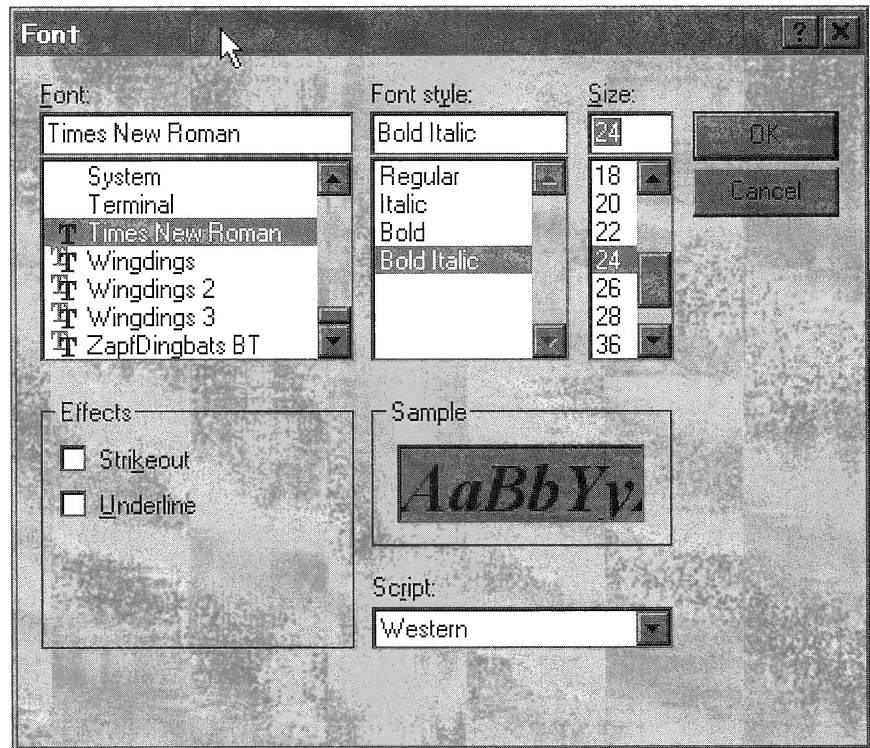 Font
Font:
Times New Roman
System
Terminal
Times New Roman
Wingdings
Wingdings 2
Wingdings 3
ZapfDingbats BT
Font style:
Bold Italic
Regular
Italic
Bold
Bold Italic
Size:
24
18
20
22
24
26
28
36
OK
Cancel
Effects
Strikeout
Underline
Sample
AaBbYy
Script:
Western